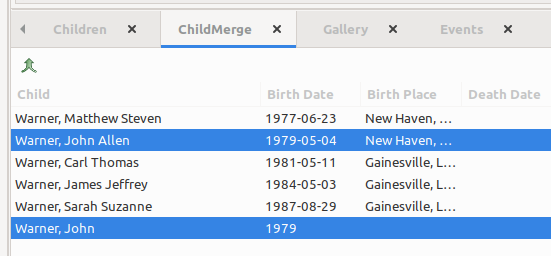 Children ✕ ChildMerge ✕ Gallery ✕ Events ✕
Child Birth Date Birth Place Death Date
Warner, Matthew Steven 1977-06-23 New Haven, ...
Warner, John Allen 1979-05-04 New Haven, ...
Warner, Carl Thomas 1981-05-11 Gainesville, L...
Warner, James Jeffrey 1984-05-03 Gainesville, L...
Warner, Sarah Suzanne 1987-08-29 Gainesville, L...
Warner, John 1979